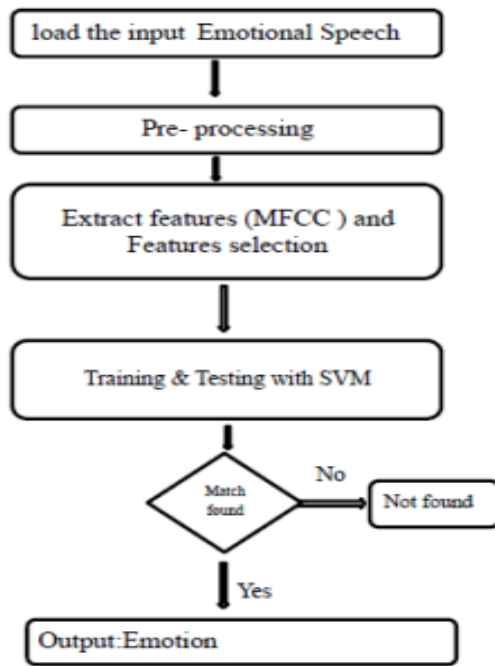 load the input Emotional Speech
Pre- processing
Extract features (MFCC ) and
Features selection
Training & Testing with SVM
Match
found
No
Not found
Yes
Output:Emotion